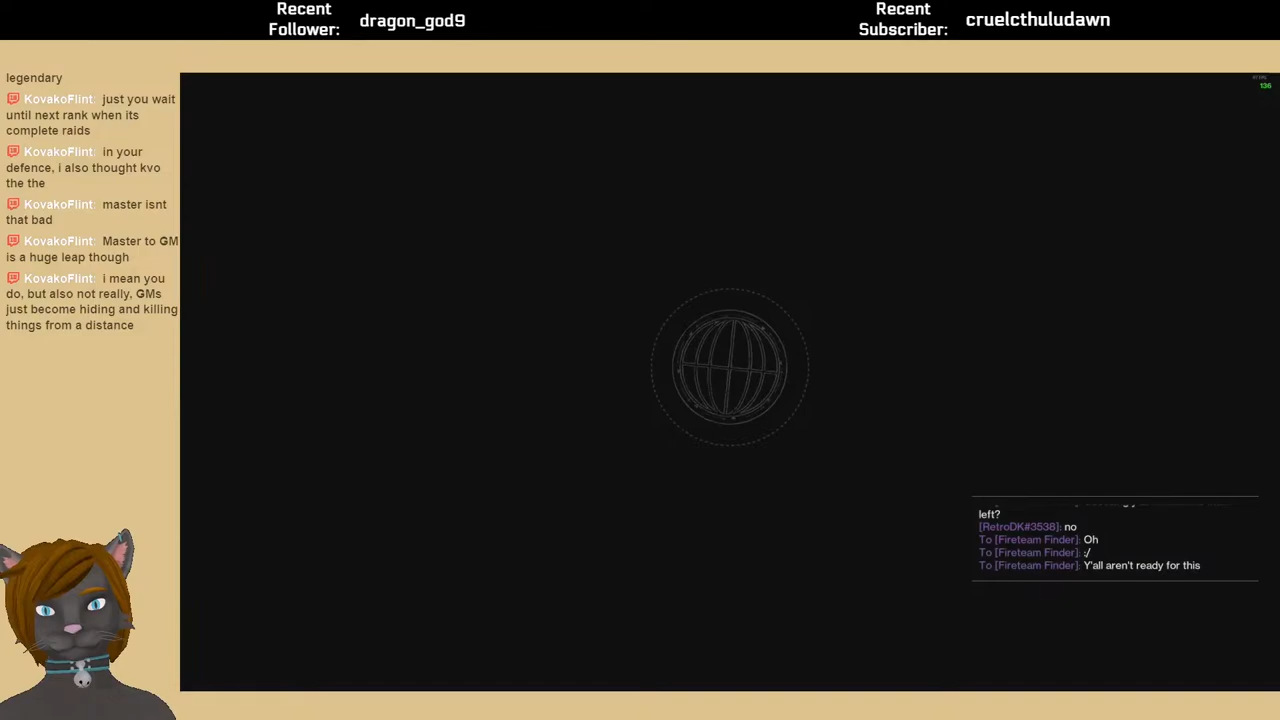 Recent
Follower:
dragon_god9
Recent
Subscriber:
cruelcthuludawn
legendary
KovakoFlint: just you wait
until next rank when its
complete raids
KovakoFlint: in your
defence, i also thought kvo
the the
KovakoFlint: master isnt
that bad
KovakoFlint: Master to GM
is a huge leap though
KovakoFlint: i mean you
do, but also not really, GMs
just become hiding and killing
things from a distance
136
left?
[RetroDK#3538]: no
To [Fireteam Finder]: Oh
To [Fireteam Finder]: :/
To [Fireteam Finder]: Y'all aren't ready for this